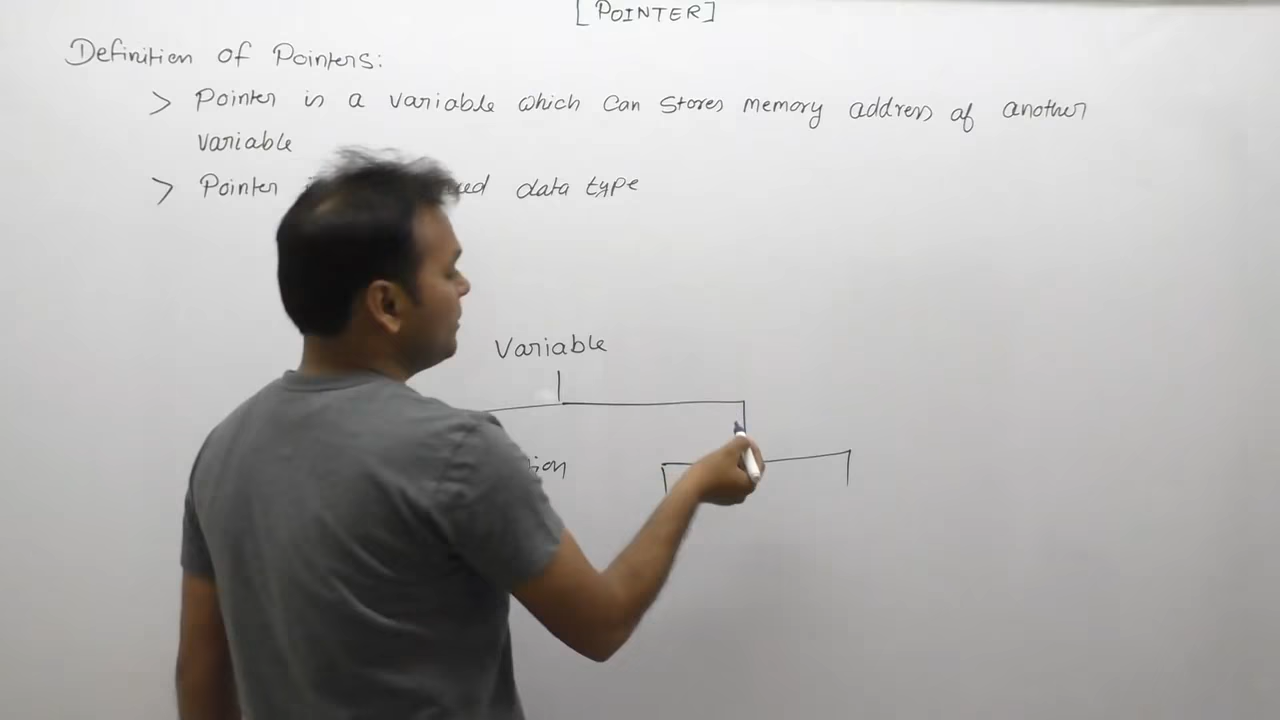 [POINTER]
Definition of Pointers:
> Pointer is a variable which can stores memory address of another
variable
> Pointer data type
Variable